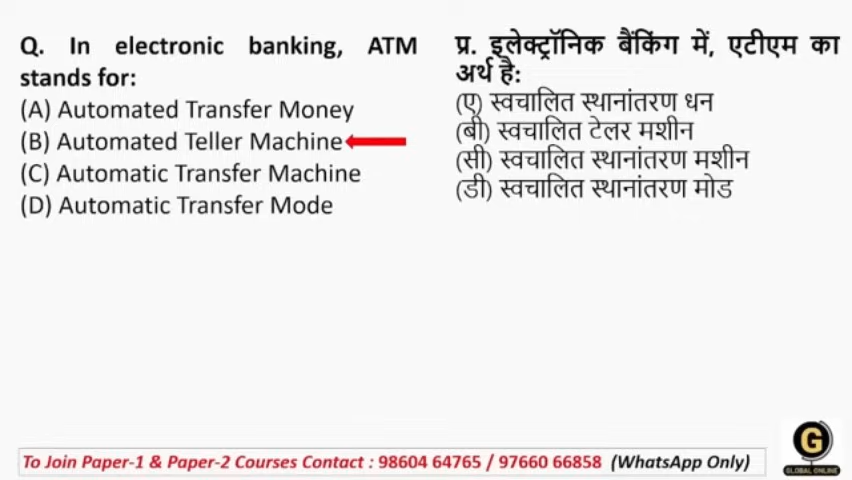 Q. In electronic banking, ATM
stands for:
(A) Automated Transfer Money
(B) Automated Teller Machine
(C) Automatic Transfer Machine
(D) Automatic Transfer Mode
प्र. इलेक्ट्रॉनिक बैंकिंग में, एटीएम का
अर्थ है:
(ए) स्वचालित स्थानांतरण धन
(बी) स्वचालित टेलर मशीन
(सी) स्वचालित स्थानांतरण मशीन
(डी) स्वचालित स्थानांतरण मोड
To Join Paper-1 & Paper-2 Courses Contact : 98604 64765 / 97660 66858 (WhatsApp Only)
G
GLOBAL ONLINE